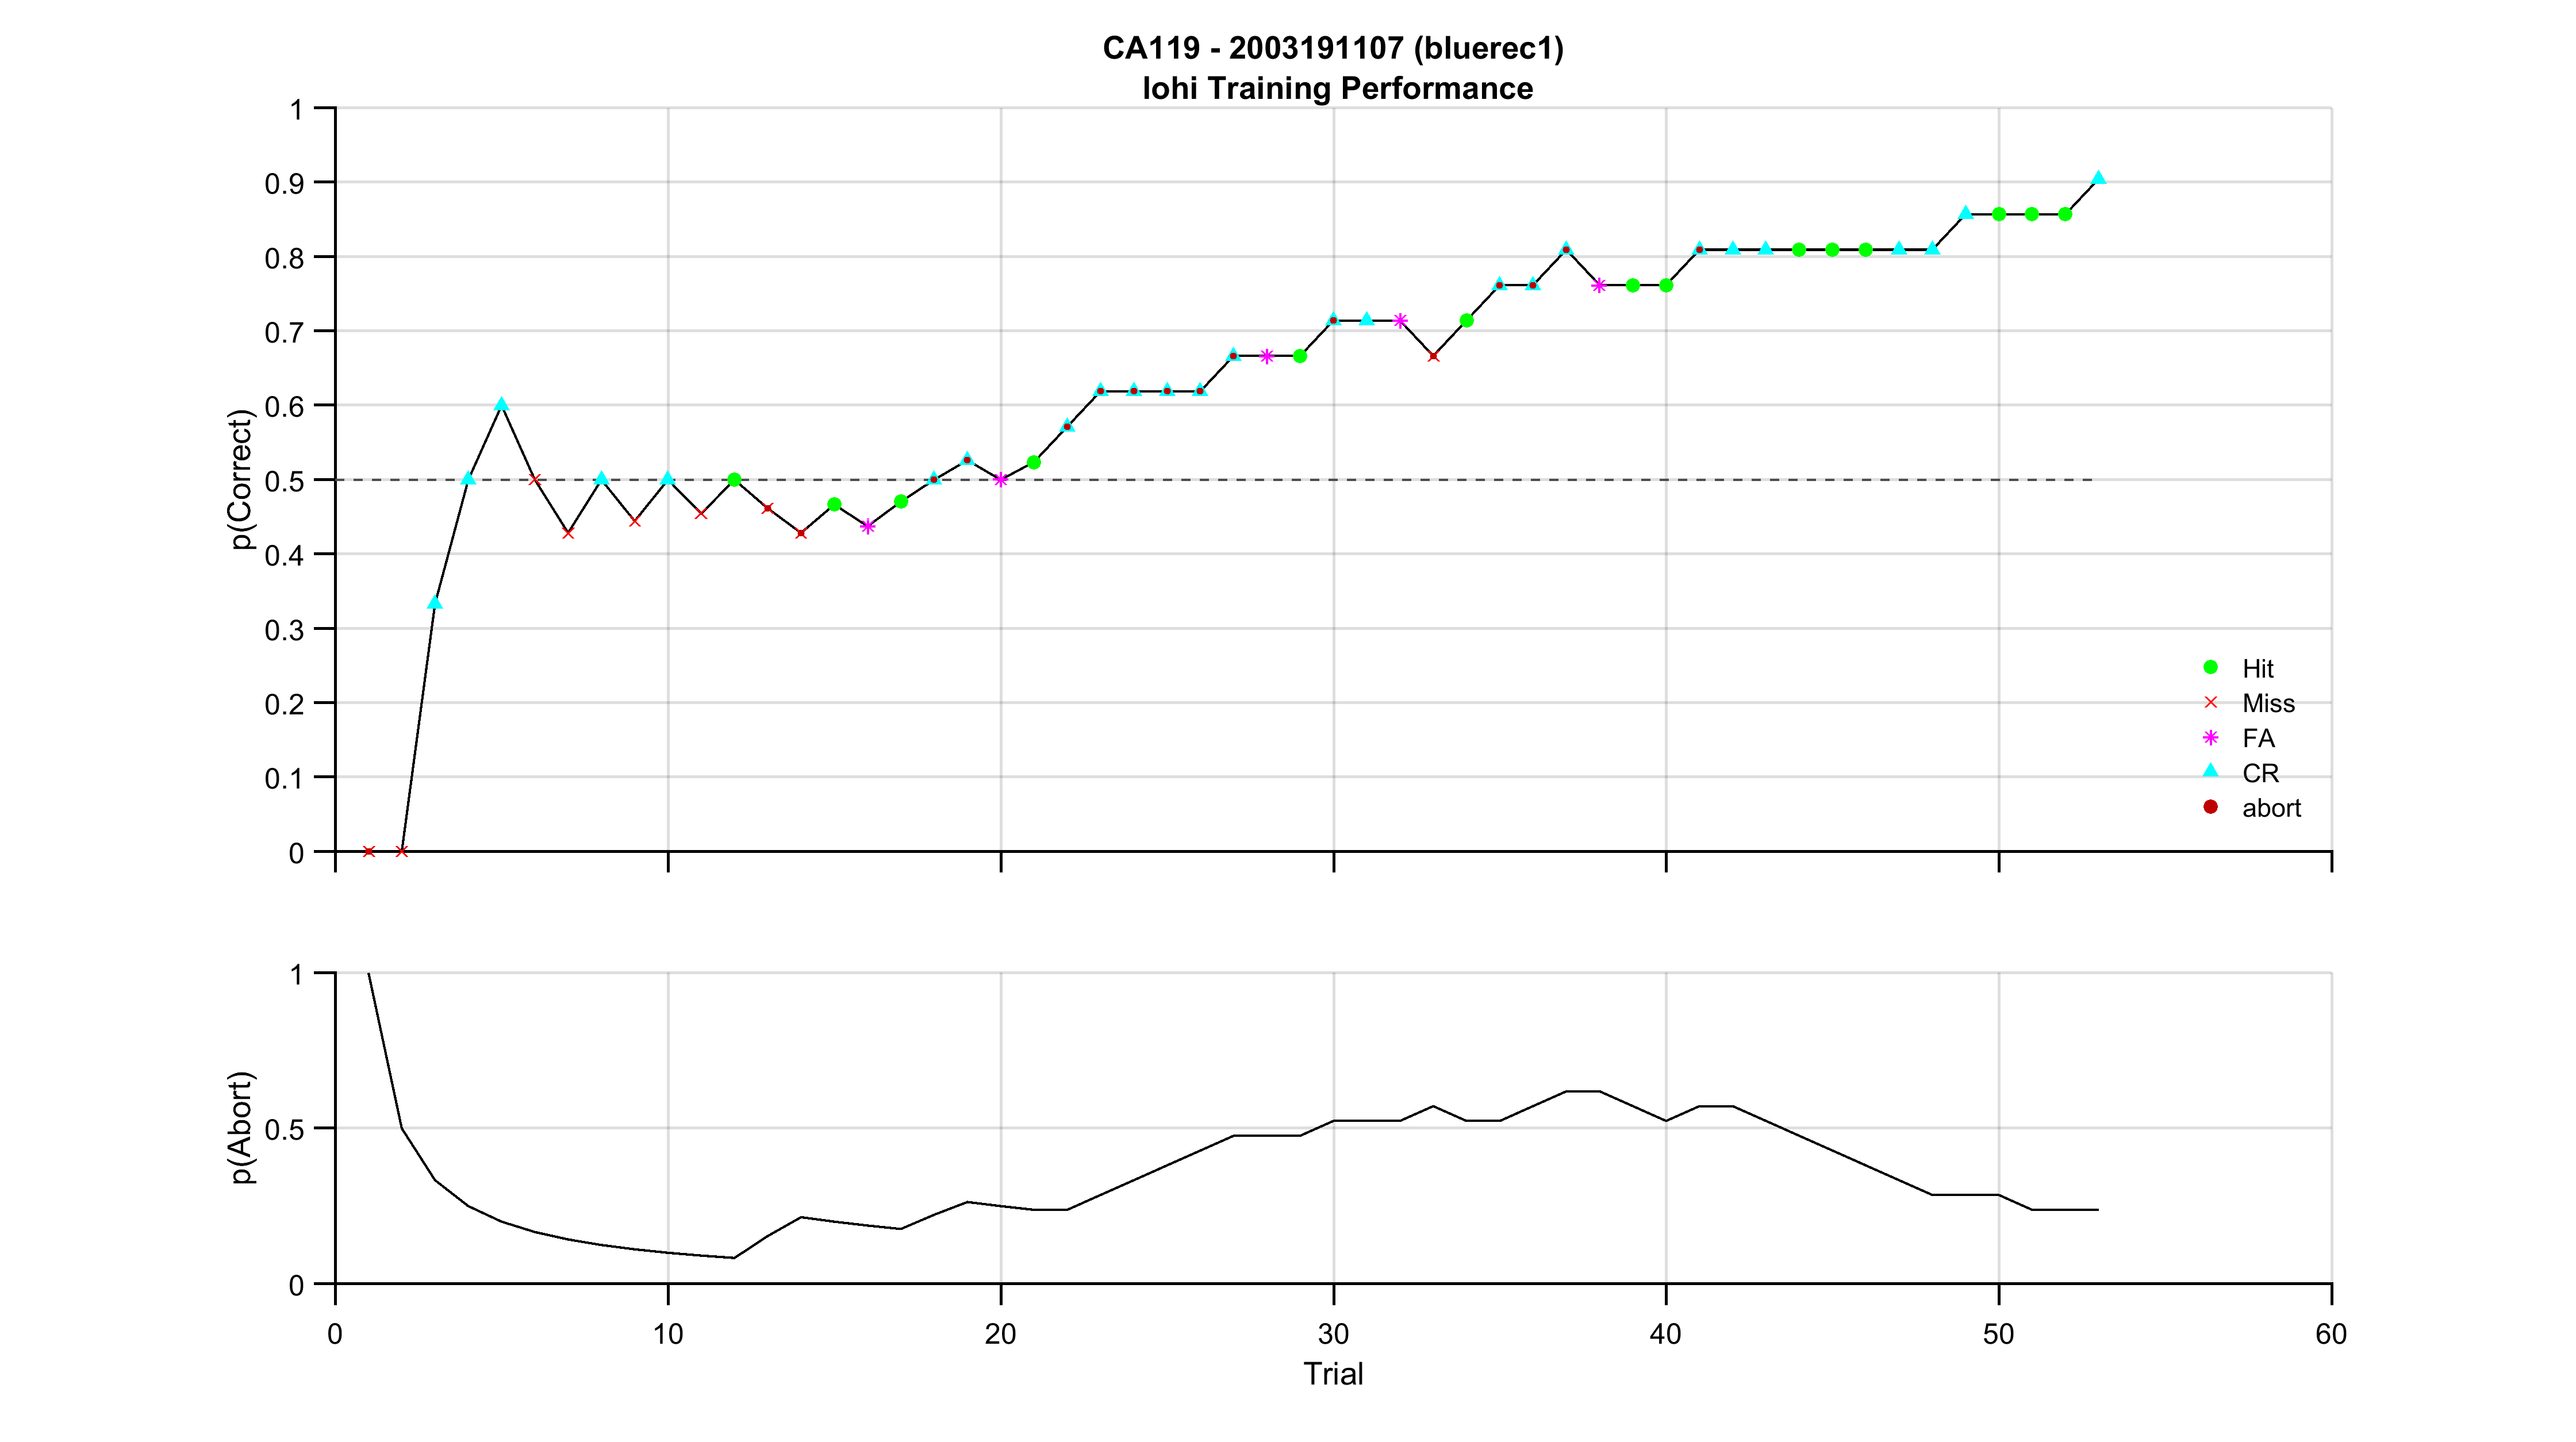 CA119 - 2003191107 (bluerec1)
lohi Training Performance
p(Correct)
1
0.9
0.8
0.7
0.6
0.5
0.4
0.3
0.2
0.1
0
Hit
Miss
FA
CR
abort
p(Abort)
1
0.5
0
0 10 20 30 40 50 60
Trial